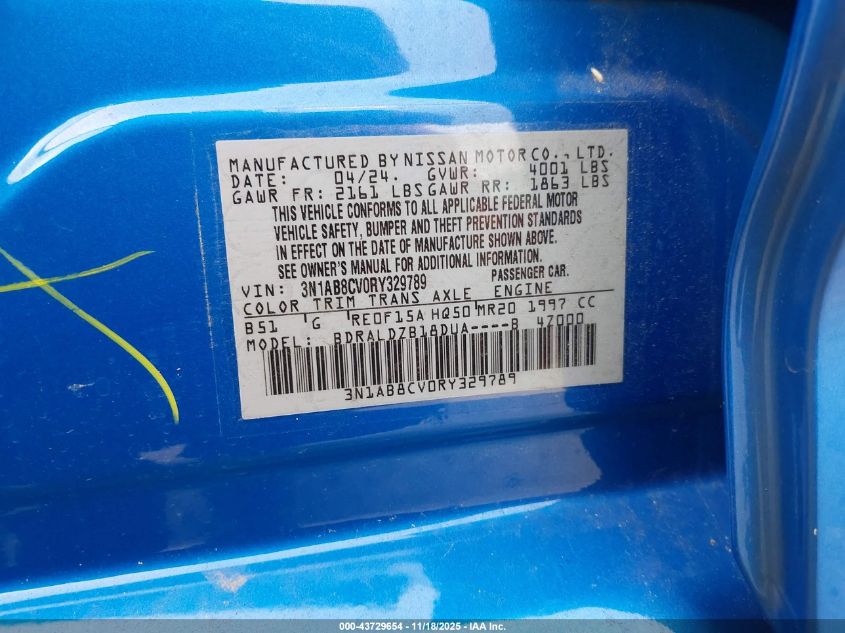 MANUFACTURED BY NISSAN MOTOR CO., LTD.
DATE: 04/24. GVWR: 4001 LBS
GAWR FR: 2161 LBS GAWR RR: 1863 LBS
THIS VEHICLE CONFORMS TO ALL APPLICABLE FEDERAL MOTOR
VEHICLE SAFETY, BUMPER AND THEFT PREVENTION STANDARDS
IN EFFECT ON THE DATE OF MANUFACTURE SHOWN ABOVE.
SEE OWNER'S MANUAL FOR ADDITIONAL INFORMATION.
VIN: 3N1AB8CV0RY329789 PASSENGER CAR.
COLOR TRIM TRANS AXLE ENGINE
B51 G RE0F15A HQ50 MR20 1997 CC
MODEL: BDRALDZB18DUA----B 47000
3N1AB8CV0RY329789
000-43729654 - 11/18/2025 - IAA Inc.